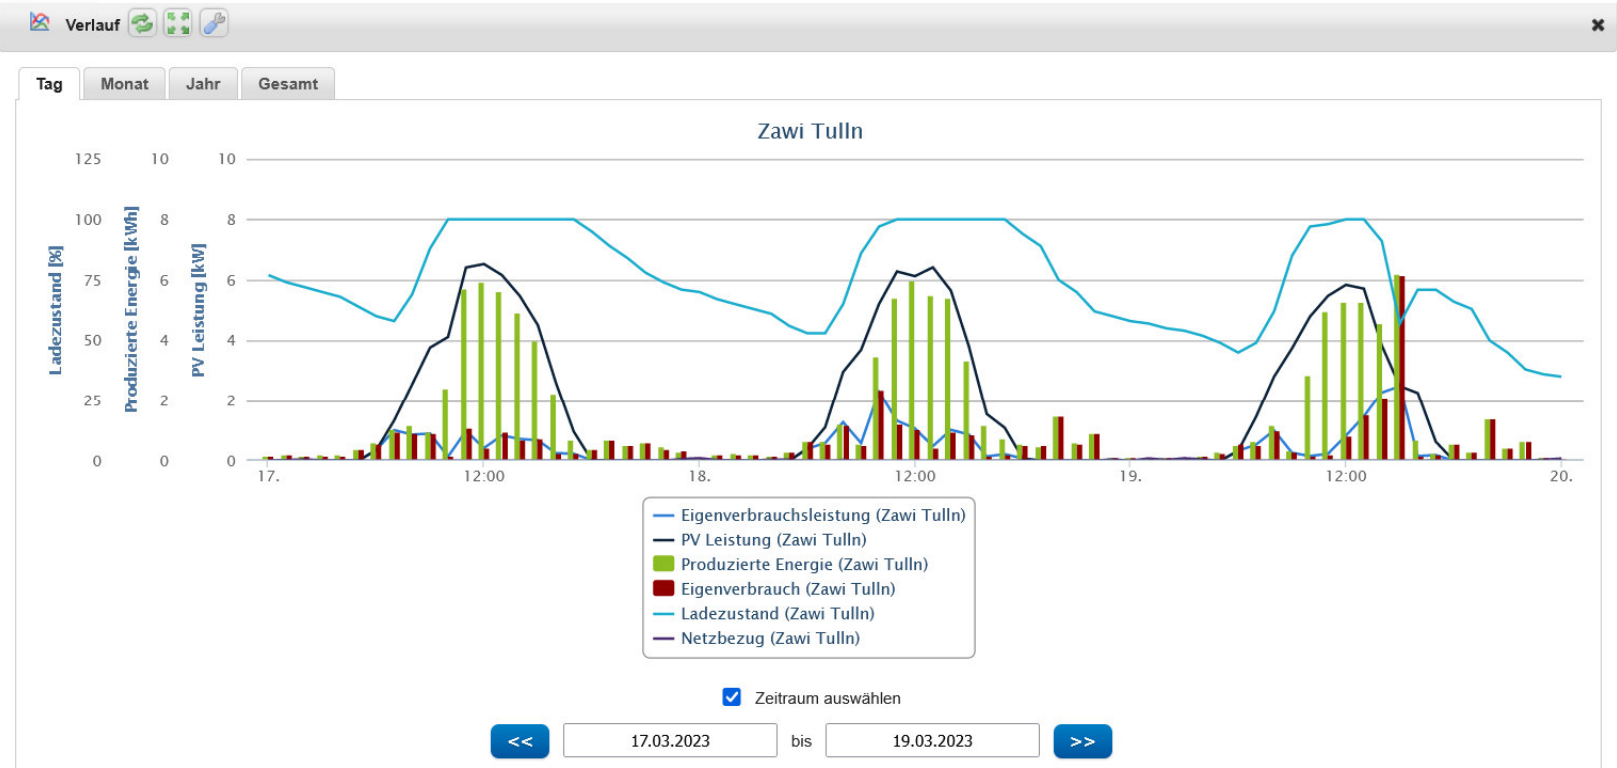 Verlauf
Tag Monat Jahr Gesamt
Zawi Tulln
Ladezustand [%]
125
100
75
50
25
0
Produzierte Energie [kWh]
10
8
6
4
2
0
PV Leistung [kW]
10
8
6
4
2
0
17. 12:00 18. 12:00 19. 12:00 20.
Eigenverbrauchsleistung (Zawi Tulln)
PV Leistung (Zawi Tulln)
Produzierte Energie (Zawi Tulln)
Eigenverbrauch (Zawi Tulln)
Ladezustand (Zawi Tulln)
Netzbezug (Zawi Tulln)
Zeitraum auswählen
<< 17.03.2023 bis 19.03.2023 >>